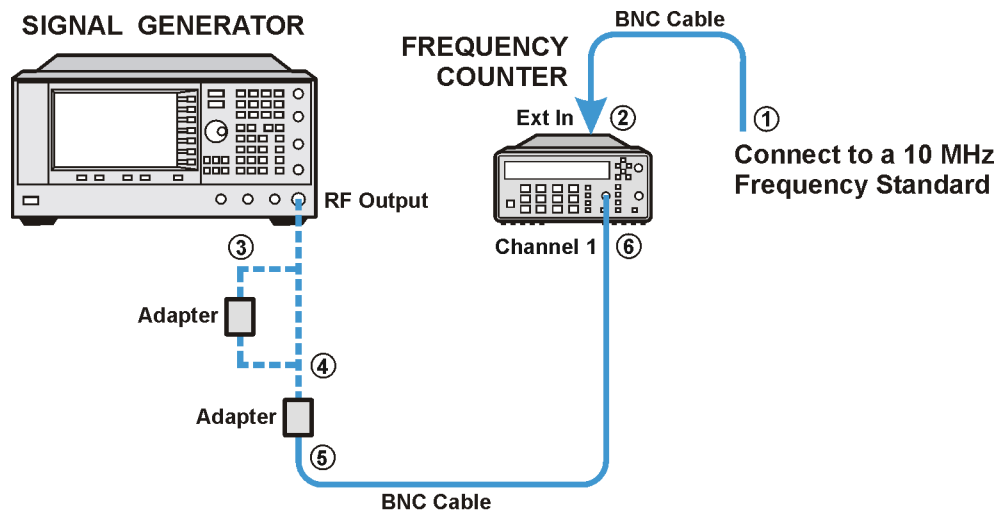 SIGNAL GENERATOR
BNC Cable
FREQUENCY
COUNTER
Ext In
2
1
Connect to a 10 MHz
Frequency Standard
RF Output
Channel 1
6
3
Adapter
4
Adapter
5
BNC Cable